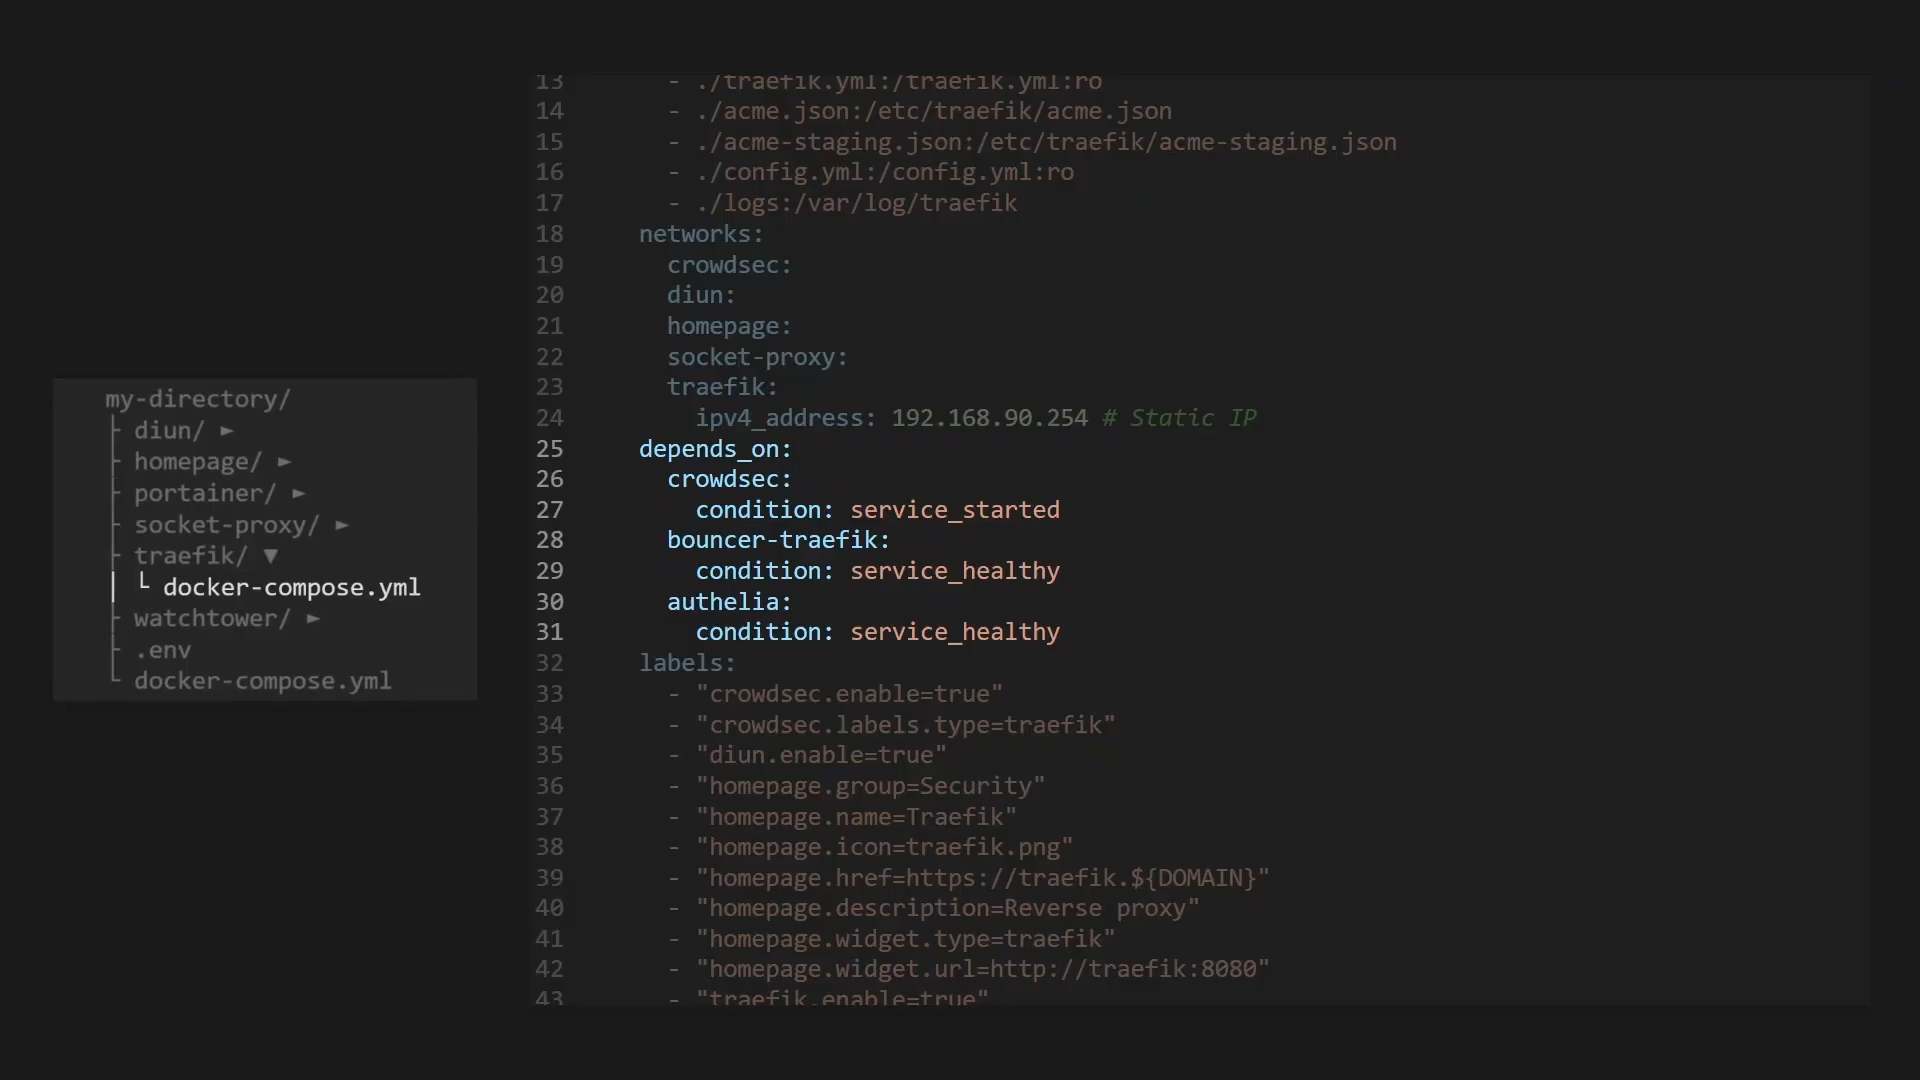 my-directory/
diun/ ►
homepage/ ►
portainer/ ►
socket-proxy/ ►
traefik/ ▼
└ docker-compose.yml
watchtower/ ►
.env
docker-compose.yml
13 - ./traefik.yml:/traefik.yml:ro
14 - ./acme.json:/etc/traefik/acme.json
15 - ./acme-staging.json:/etc/traefik/acme-staging.json
16 - ./config.yml:/config.yml:ro
17 - ./logs:/var/log/traefik
18 networks:
19 crowdsec:
20 diun:
21 homepage:
22 socket-proxy:
23 traefik:
24 ipv4_address: 192.168.90.254 # Static IP
25 depends_on:
26 crowdsec:
27 condition: service_started
28 bouncer-traefik:
29 condition: service_healthy
30 authelia:
31 condition: service_healthy
32 labels:
33 - "crowdsec.enable=true"
34 - "crowdsec.labels.type=traefik"
35 - "diun.enable=true"
36 - "homepage.group=Security"
37 - "homepage.name=Traefik"
38 - "homepage.icon=traefik.png"
39 - "homepage.href=https://traefik.${DOMAIN}"
40 - "homepage.description=Reverse proxy"
41 - "homepage.widget.type=traefik"
42 - "homepage.widget.url=http://traefik:8080"
43 - "traefik.enable=true"